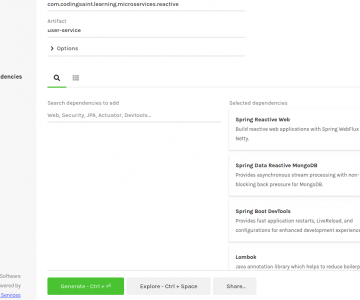 com.codingsaint.learning.microservices.reactive
Artifact
user-service
Options
dencies
Search dependencies to add
Web, Security, JPA, Actuator, Devtools...
Selected dependencies
Spring Reactive Web
Build reactive web applications with Spring WebFlux
Netty.
Spring Data Reactive MongoDB
Provides asynchronous stream processing with non-
blocking back pressure for MongoDB.
Spring Boot DevTools
Provides fast application restarts, LiveReload, and
configurations for enhanced development experience
Lombok
Java annotation library which helps to reduce boilerp
Software
owered by
Generate - Ctrl + ⏎
Explore - Ctrl + Space
Share...